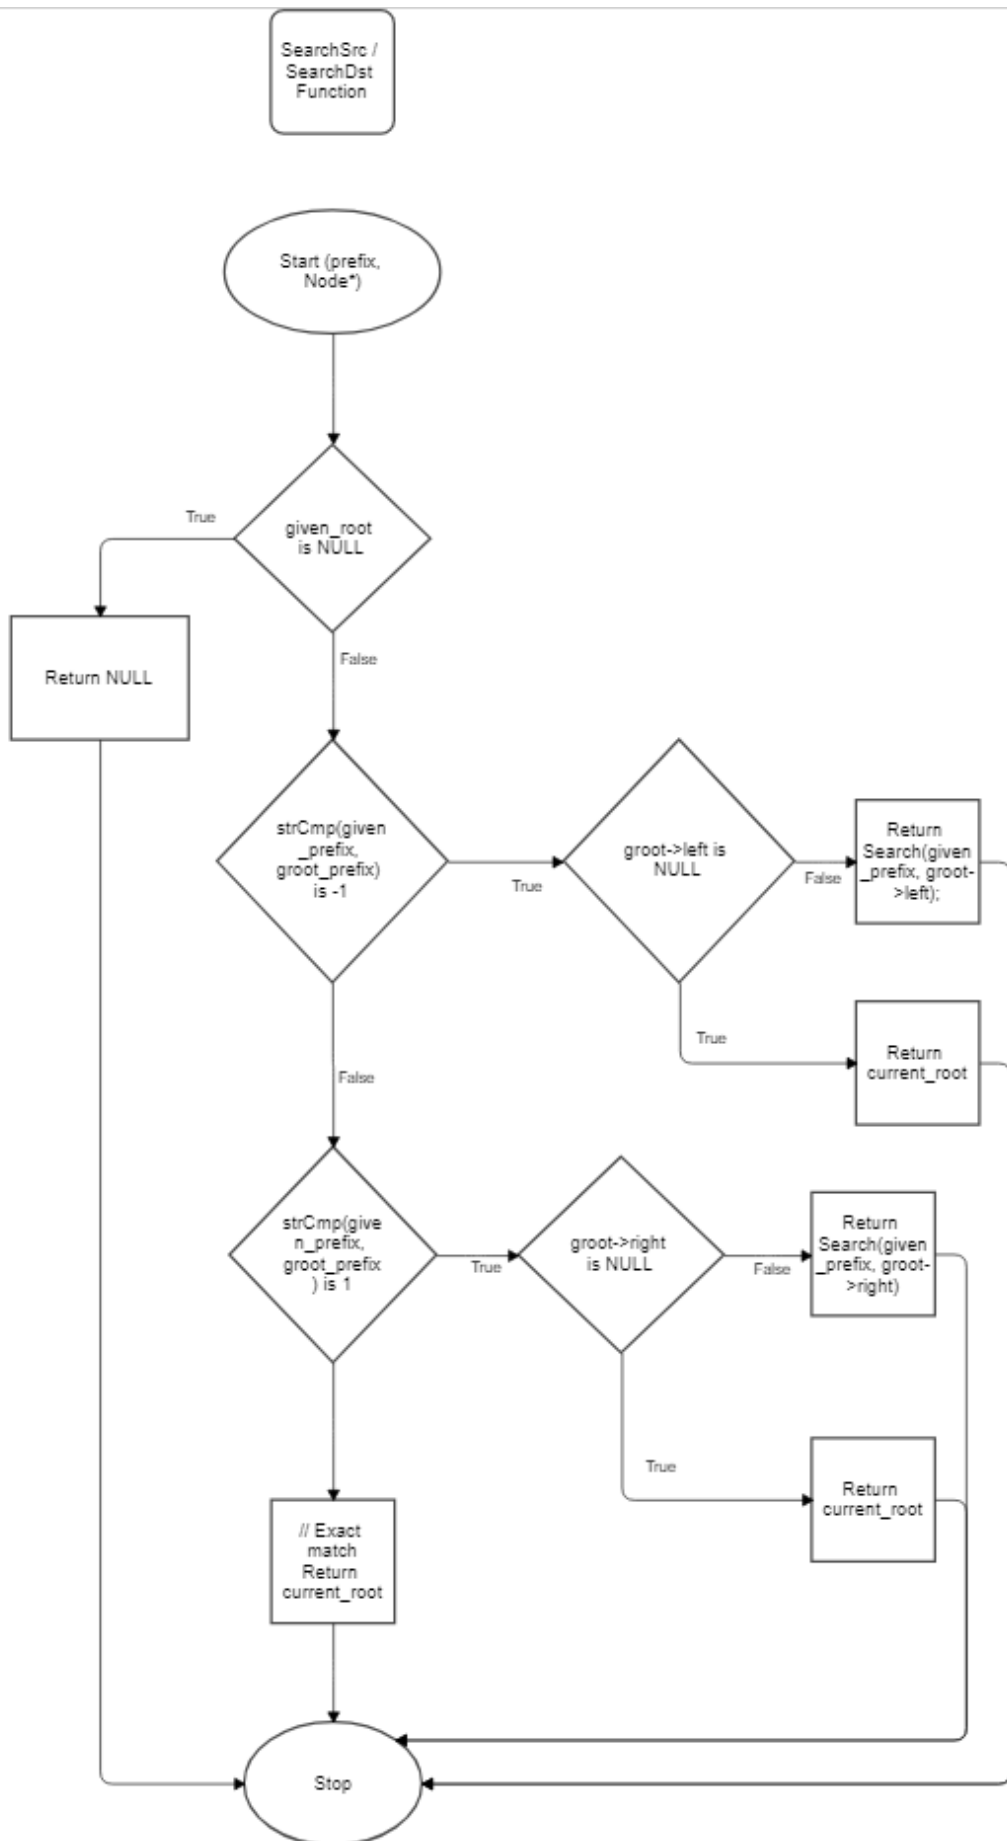 SearchSrc /
SearchDst
Function
Start (prefix,
Node*)
given_root
is NULL
True
False
Return NULL
strCmp(given
_prefix,
groot_prefix)
is -1
True
groot->left is
NULL
False
Return
Search(given
_prefix, groot-
>left);
True
Return
current_root
False
strCmp(give
n_prefix,
groot_prefix
) is 1
True
groot->right
is NULL
False
Return
Search(given
_prefix, groot-
>right)
True
Return
current_root
// Exact
match
Return
current_root
Stop